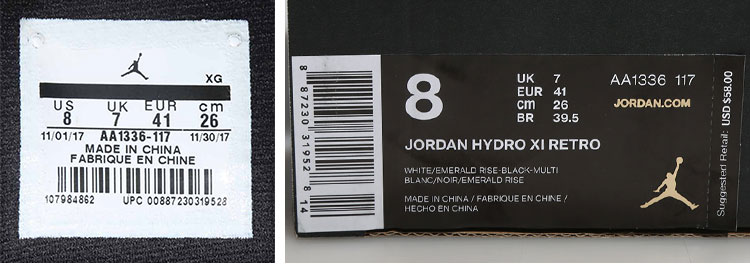 XG
US UK EUR cm
8 7 41 26
11/01/17 AA1336-117 11/30/17
MADE IN CHINA
FABRIQUE EN CHINE
107984862 UPC 00887230319528
8 87230 31952 8 14
8
UK 7
EUR 41
cm 26
BR 39.5
AA1336 117
JORDAN.COM
JORDAN HYDRO XI RETRO
WHITE/EMERALD RISE-BLACK-MULTI
BLANC/NOIR/EMERALD RISE
MADE IN CHINA / FABRIQUE EN CHINE /
HECHO EN CHINA
Suggested Retail: USD $58.00